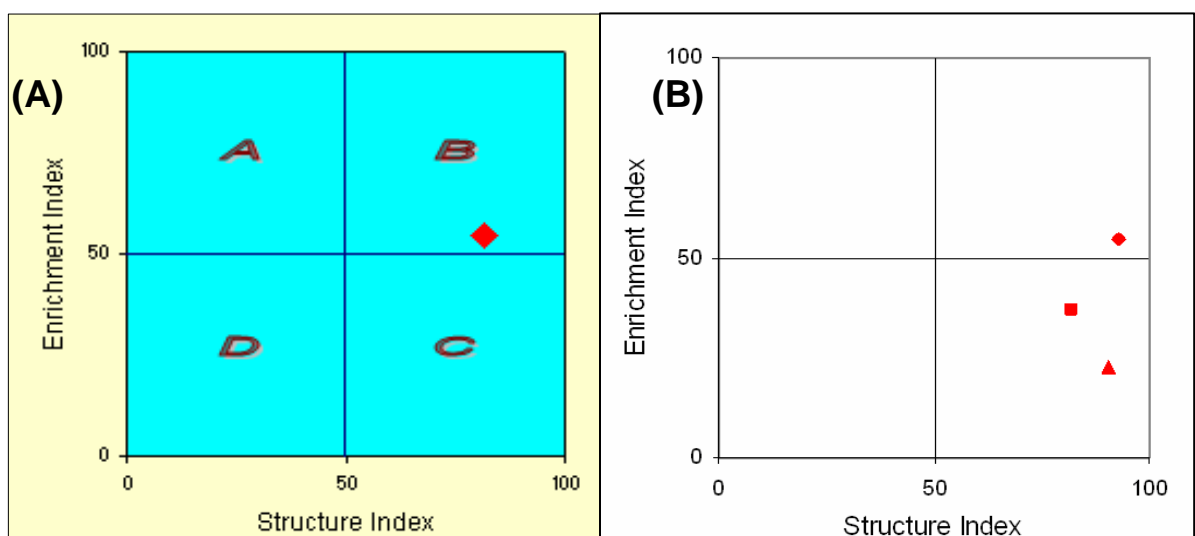 (A)
Enrichment Index
100
50
0
A
B
D
C
0
50
100
Structure Index
(B)
Enrichment Index
100
50
0
0
50
100
Structure Index